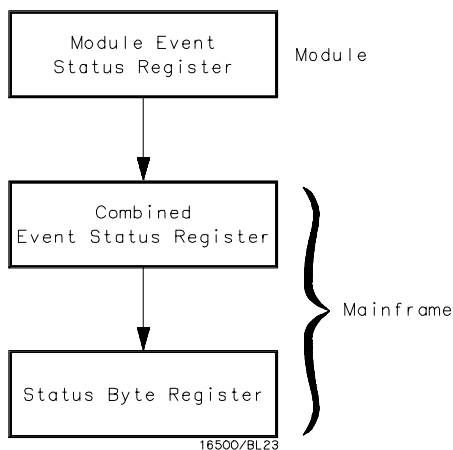 Module Event
Status Register
Module
Combined
Event Status Register
Mainframe
Status Byte Register
16500/BL23